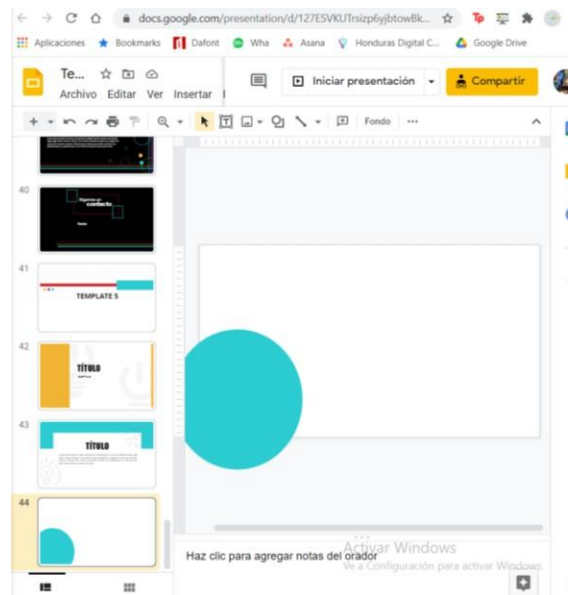 docs.google.com/presentation/d/127ESVKUTrsizp6yjbtowBk...
Aplicaciones Bookmarks Dafont Wha Asana Honduras Digital C... Google Drive
Te...
Archivo Editar Ver Insertar
Iniciar presentación
Compartir
Fondo
40
contacto
41
TEMPLATE 5
42
TÍTULO
43
TÍTULO
44
Haz clic para agregar notas del orador
Activar Windows
Ve a Configuración para activar Windows.